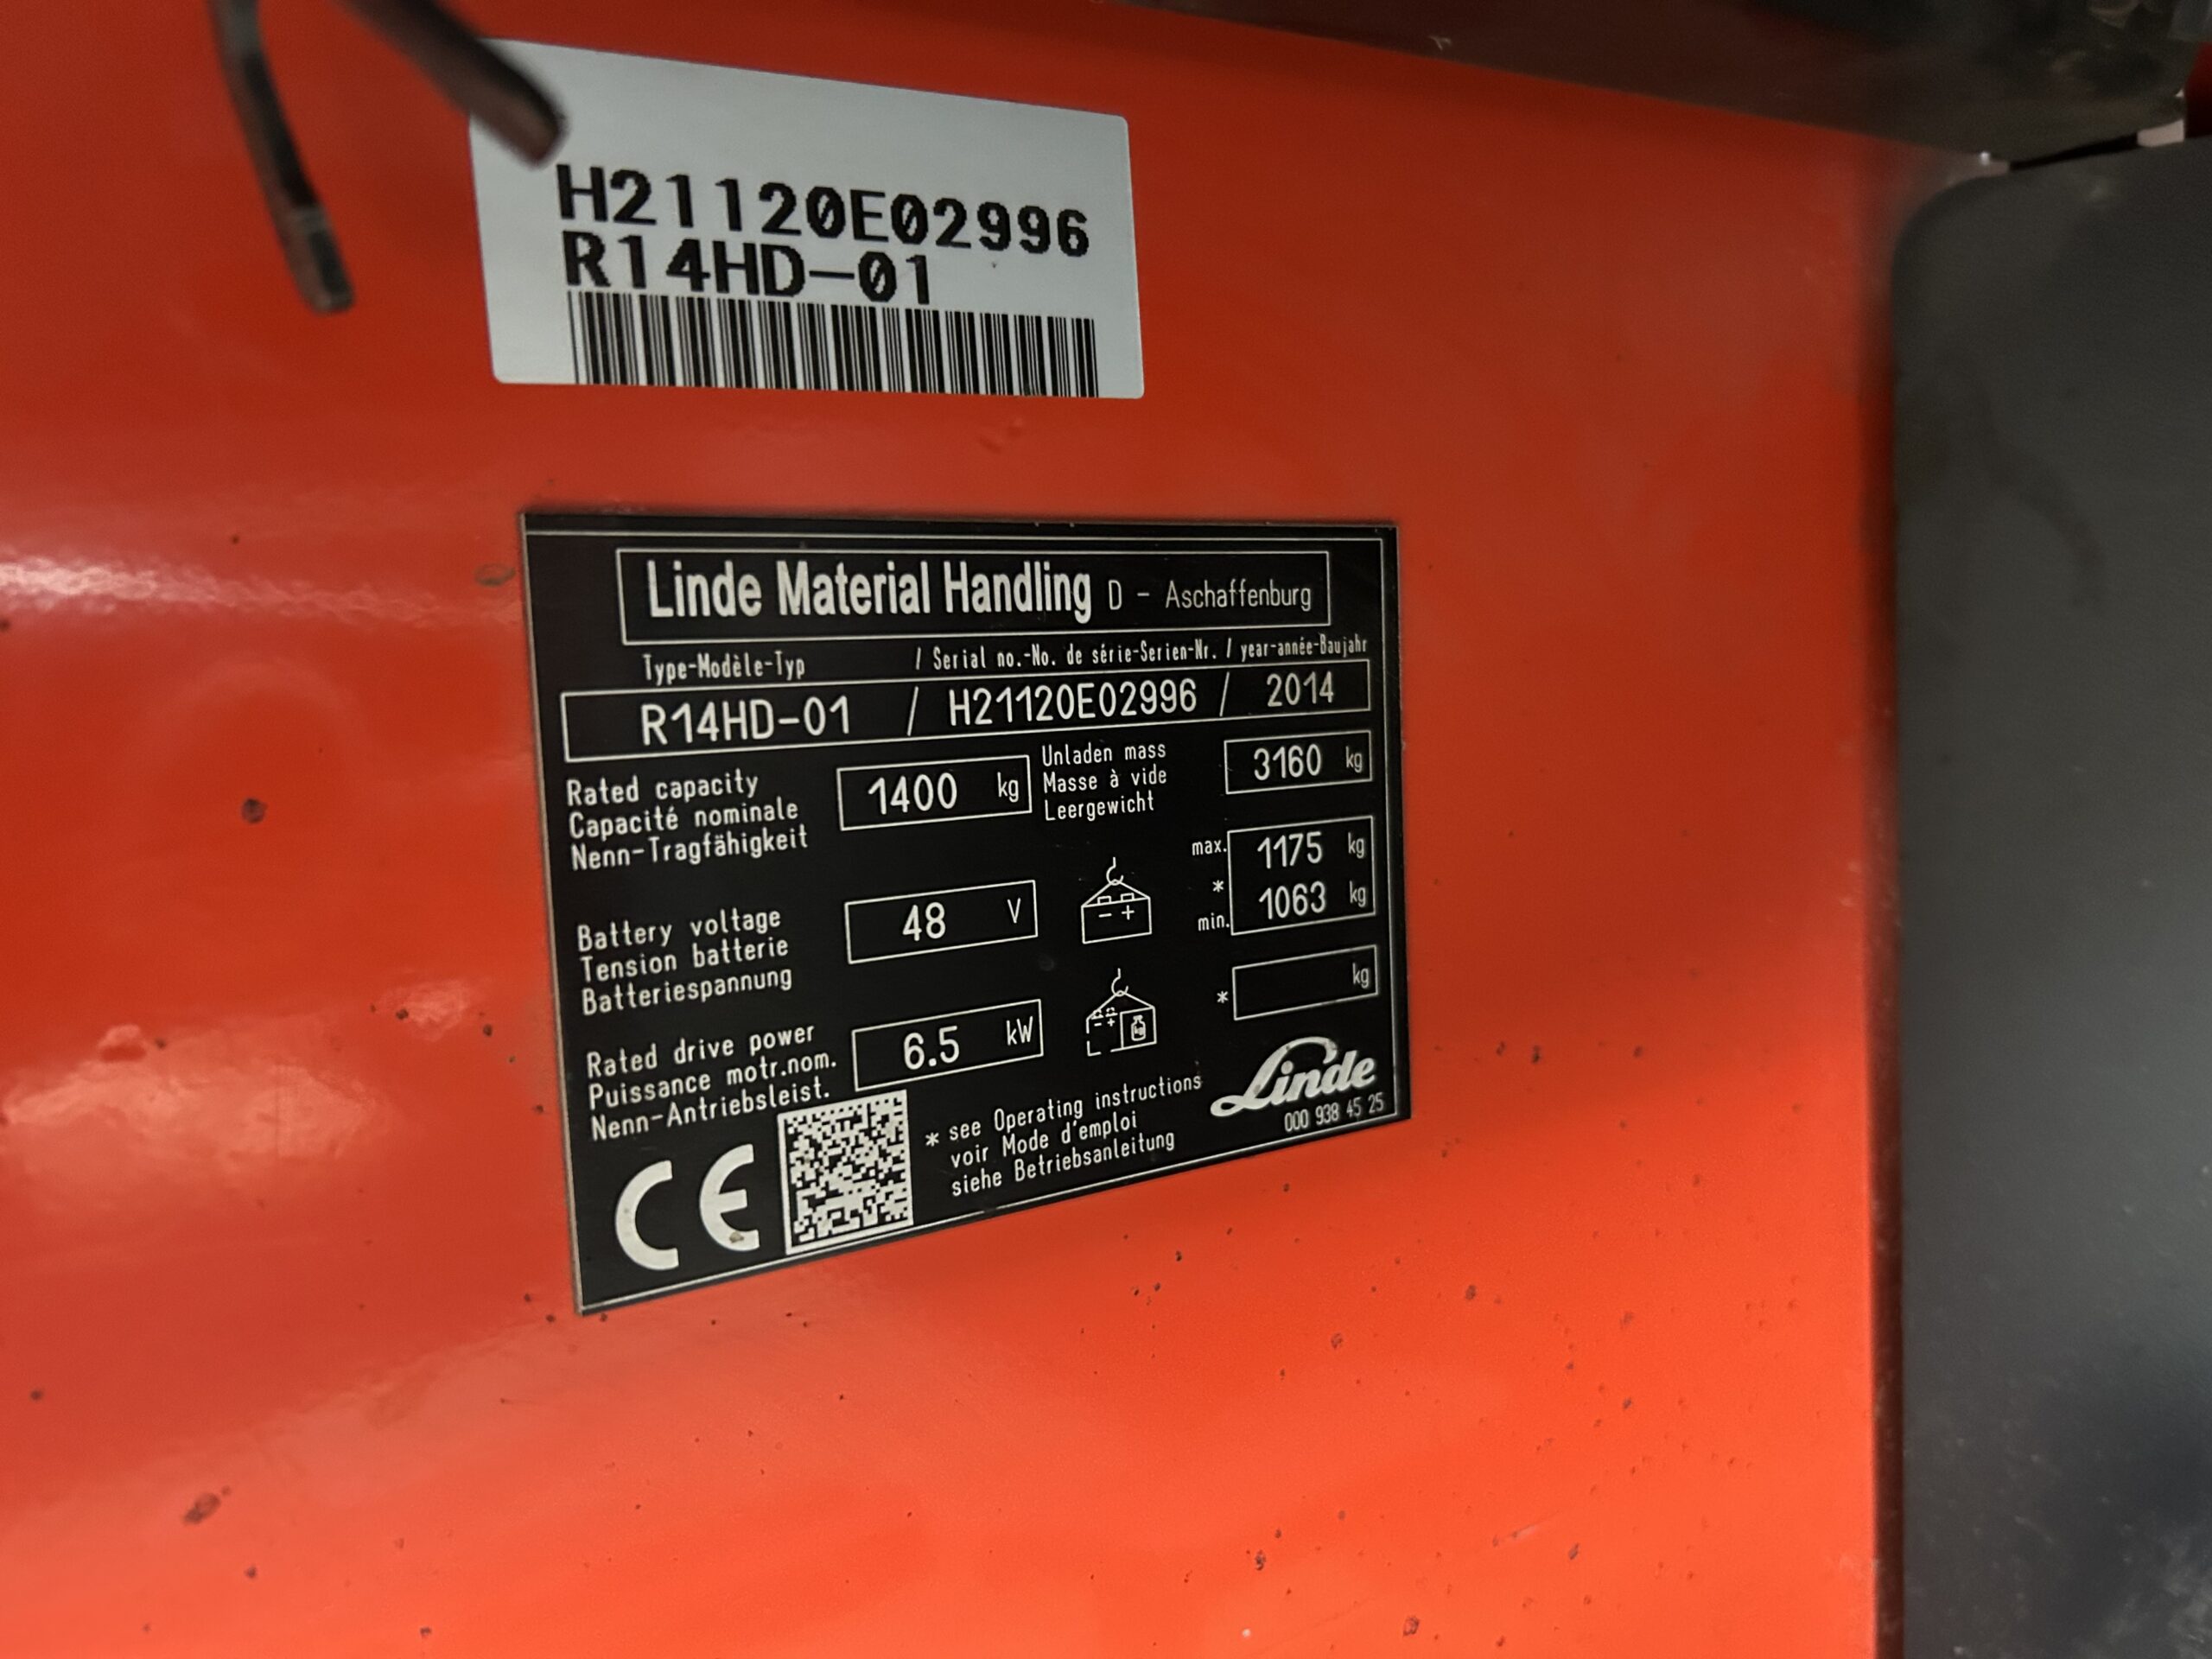 H21120E02996
R14HD-01
Linde Material Handling D - Aschaffenburg
Type-Modèle-Typ / Serial no.-No. de série-Serien-Nr. / year-année-Baujahr
R14HD-01 / H21120E02996 / 2014
Rated capacity
Capacité nominale
Nenn-Tragfähigkeit
1400 kg
Unladen mass
Masse à vide
Leergewicht
3160 kg
Battery voltage
Tension batterie
Batteriespannung
48 V
- +
max. 1175 kg
*
min. 1063 kg
Rated drive power
Puissance motr.nom.
Nenn-Antriebsleist.
6.5 kW
- +
kg
* kg
CE
* see Operating instructions
voir Mode d'emploi
siehe Betriebsanleitung
Linde
000 938 45 25